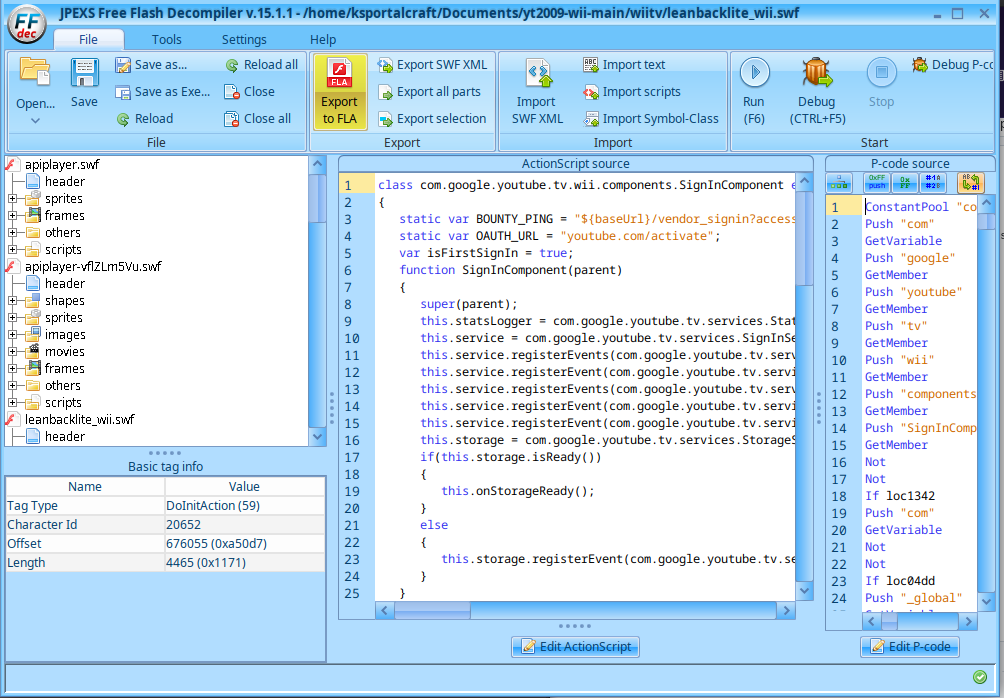 JPEXS Free Flash Decompiler v.15.1.1 - /home/ksportalcraft/Documents/yt2009-wii-main/wiitv/leanbacklite_wii.swf
FF
dec
File Tools Settings Help
Open...
Save
Save as...
Save as Exe...
Reload
Reload all
Close
Close all
File
FLA
Export
to FLA
Export SWF XML
Export all parts
Export selection
Export
Import
SWF XML
Import text
Import scripts
Import Symbol-Class
Import
Run
(F6)
Debug
(CTRL+F5)
Stop
Debug P-co
Start
apiplayer.swf
header
sprites
frames
others
scripts
apiplayer-vflZLm5Vu.swf
header
shapes
sprites
images
movies
frames
others
scripts
leanbacklite_wii.swf
header
Basic tag info
Name Value
Tag Type DoInitAction (59)
Character Id 20652
Offset 676055 (0xa50d7)
Length 4465 (0x1171)
ActionScript source
1 class com.google.youtube.tv.wii.components.SignInComponent e
2 {
3 static var BOUNTY_PING = "${baseUrl}/vendor_signin?access
4 static var OAUTH_URL = "youtube.com/activate";
5 var isFirstSignIn = true;
6 function SignInComponent(parent)
7 {
8 super(parent);
9 this.statsLogger = com.google.youtube.tv.services.Stat
10 this.service = com.google.youtube.tv.services.SignInSe
11 this.service.registerEvents(com.google.youtube.tv.serv
12 this.service.registerEvent(com.google.youtube.tv.servi
13 this.service.registerEvents(com.google.youtube.tv.serv
14 this.service.registerEvent(com.google.youtube.tv.servi
15 this.service.registerEvent(com.google.youtube.tv.servi
16 this.storage = com.google.youtube.tv.services.StorageS
17 if(this.storage.isReady())
18 {
19 this.onStorageReady();
20 }
21 else
22 {
23 this.storage.registerEvent(com.google.youtube.tv.se
24 }
25 }
Edit ActionScript
P-code source
0xFF
push
0x
FF
#1A
#2B
1 ConstantPool "co
2 Push "com"
3 GetVariable
4 Push "google"
5 GetMember
6 Push "youtube"
7 GetMember
8 Push "tv"
9 GetMember
10 Push "wii"
11 GetMember
12 Push "components
13 GetMember
14 Push "SignInComp
15 GetMember
16 Not
17 Not
18 If loc1342
19 Push "com"
20 GetVariable
21 Not
22 Not
23 If loc04dd
24 Push "_global"
Edit P-code